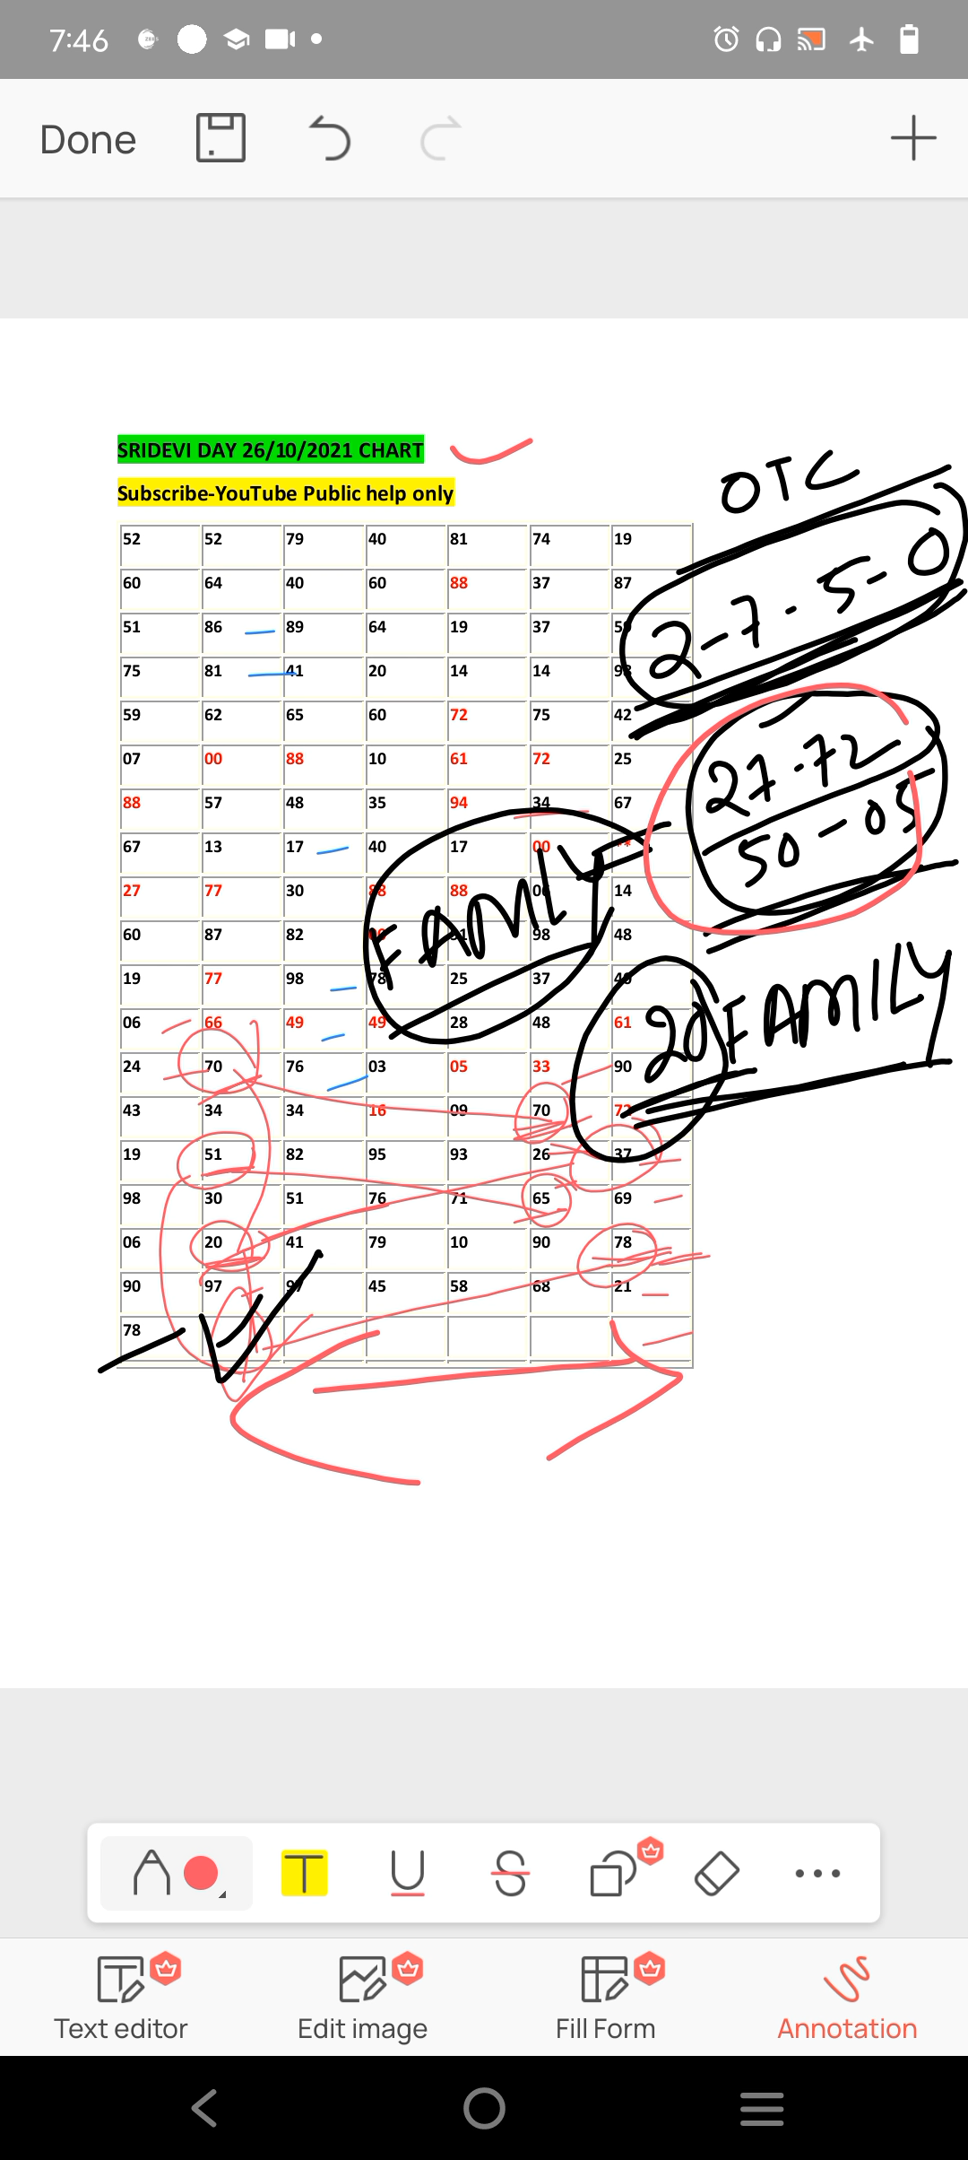 7:46
Done
SRIDEVI DAY 26/10/2021 CHART
Subscribe-YouTube Public help only
OTC
2-7-5-0
27-72
50-05
FAMILY
20 FAMILY
52 52 79 40 81 74 19
60 64 40 60 88 37 87
51 86 89 64 19 37
75 81 41 20 14 14
59 62 65 60 72 75 42
07 00 88 10 61 72 25
88 57 48 35 94 34 67
67 13 17 40 17 00 **
27 77 30 88 88 14
60 87 82 98 48
19 77 98 78 25 37
06 66 49 49 28 48 61
24 70 76 03 05 33 90
43 34 34 16 09 70
19 51 82 95 93 26 37
98 30 51 76 71 65 69
06 20 41 79 10 90 78
90 97 97 45 58 68 21
78
T U S
Text editor Edit image Fill Form Annotation